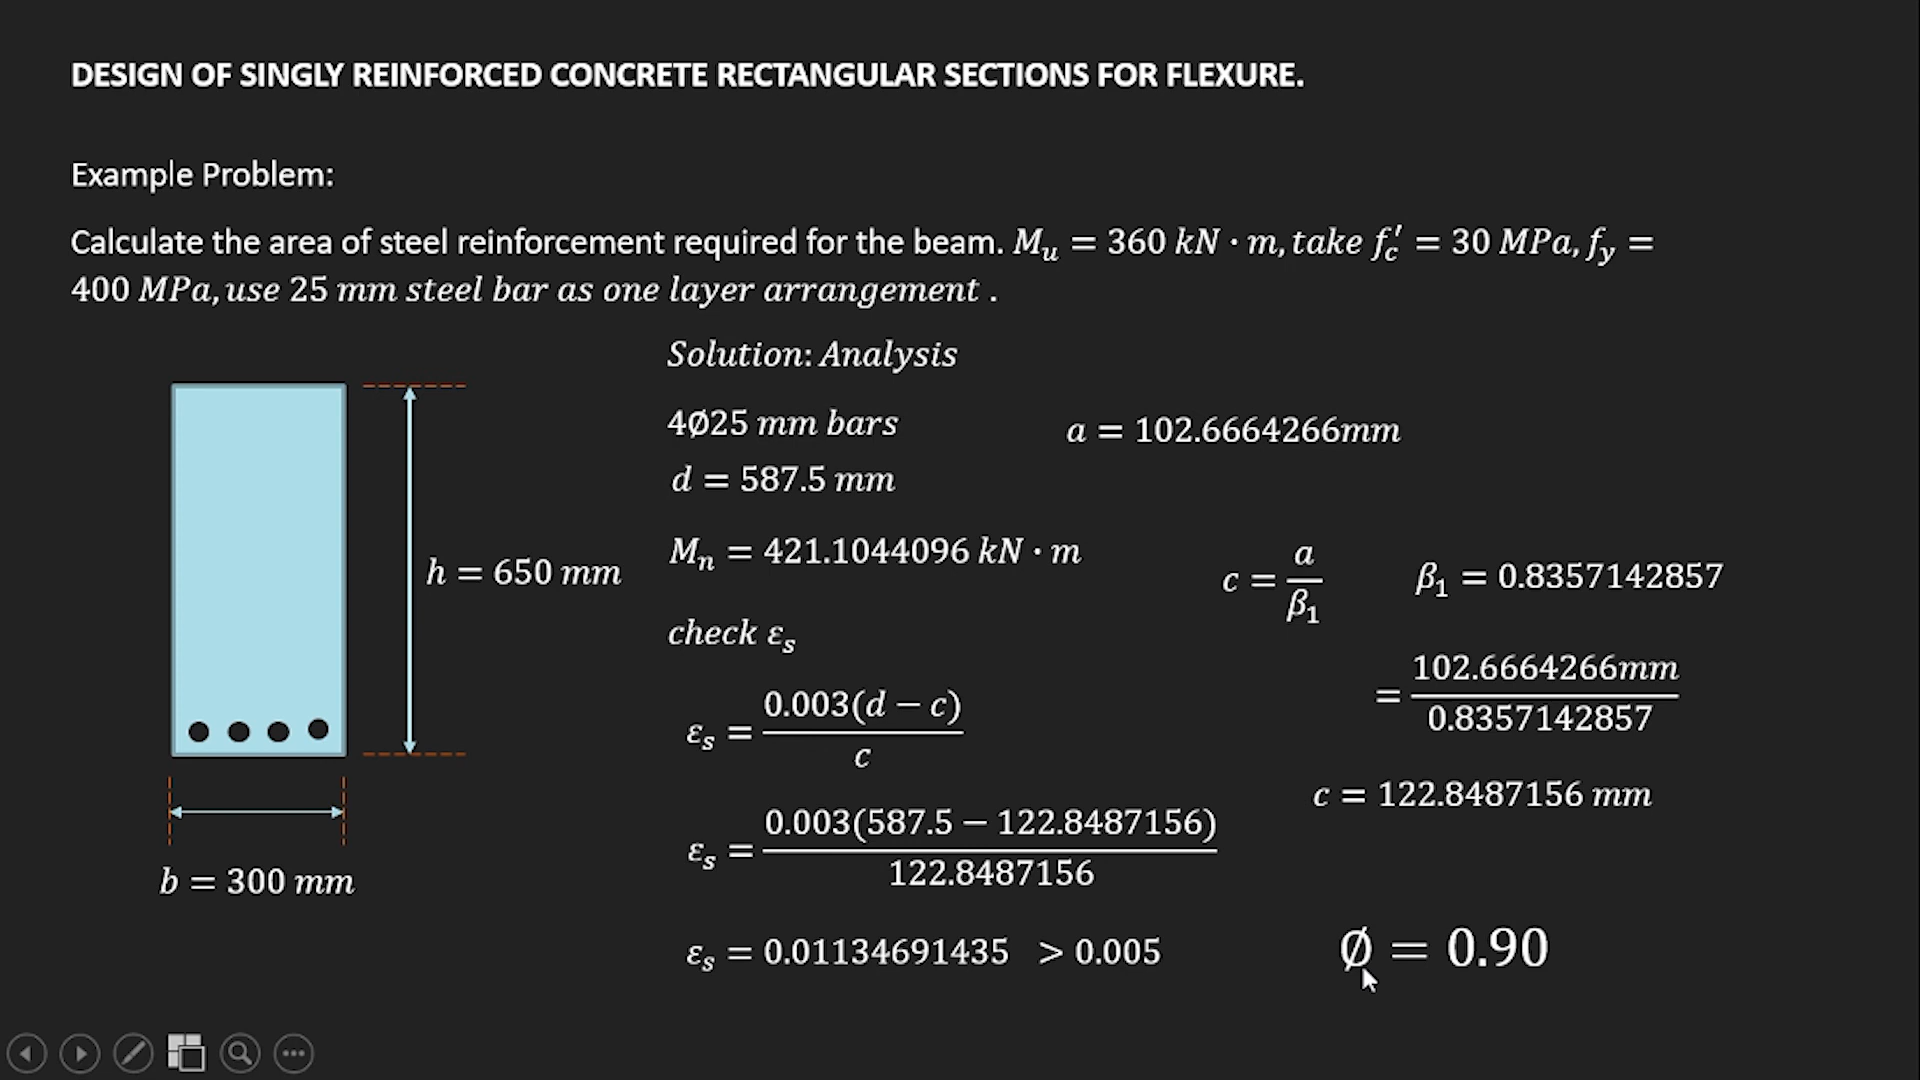 DESIGN OF SINGLY REINFORCED CONCRETE RECTANGULAR SECTIONS FOR FLEXURE.
Example Problem:
Calculate the area of steel reinforcement required for the beam. Mᵤ = 360 kN · m, take f′c = 30 MPa, fy =
400 MPa, use 25 mm steel bar as one layer arrangement .
Solution: Analysis
4∅25 mm bars
a = 102.6664266mm
d = 587.5 mm
Mₙ = 421.1044096 kN · m
c = a/β₁
β₁ = 0.8357142857
h = 650 mm
check εₛ
= 102.6664266mm/0.8357142857
εₛ = 0.003(d − c)/c
c = 122.8487156 mm
εₛ = 0.003(587.5 − 122.8487156)/122.8487156
b = 300 mm
εₛ = 0.01134691435 > 0.005
∅ = 0.90